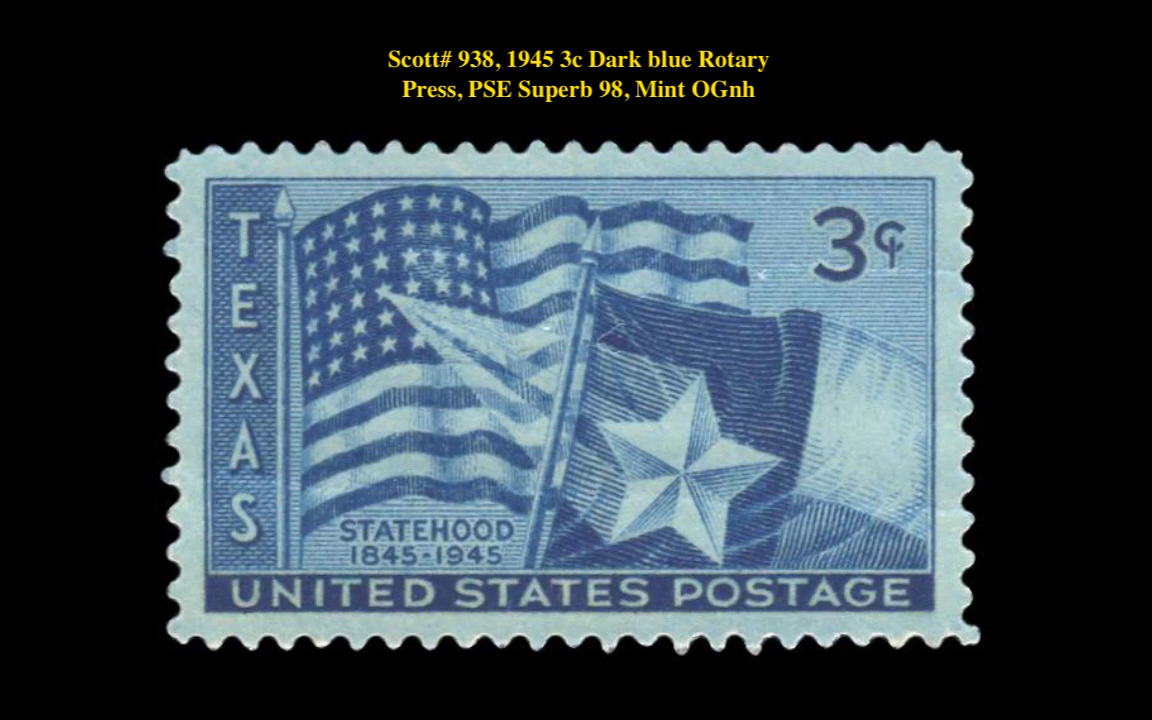 Scott# 938, 1945 3c Dark blue Rotary
Press, PSE Superb 98, Mint OGnh
TEXAS
3¢
STATEHOOD
1845-1945
UNITED STATES POSTAGE